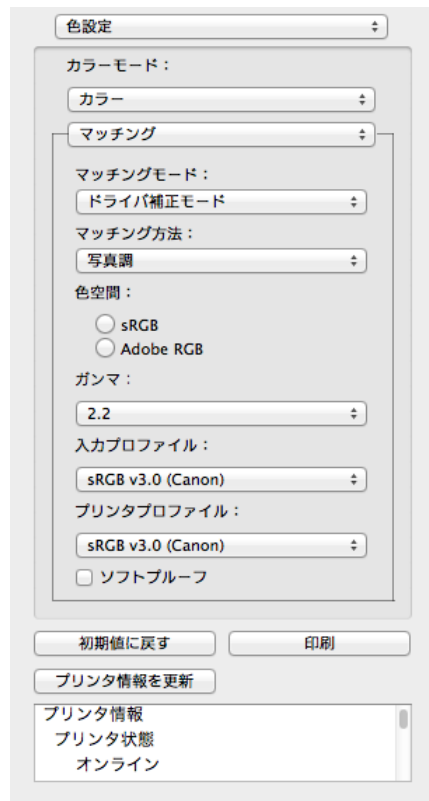 色設定
カラーモード：
カラー
マッチング
マッチングモード：
ドライバ補正モード
マッチング方法：
写真調
色空間：
sRGB
Adobe RGB
ガンマ：
2.2
入力プロファイル：
sRGB v3.0 (Canon)
プリンタプロファイル：
sRGB v3.0 (Canon)
ソフトプルーフ
初期値に戻す 印刷
プリンタ情報を更新
プリンタ情報
プリンタ状態
オンライン